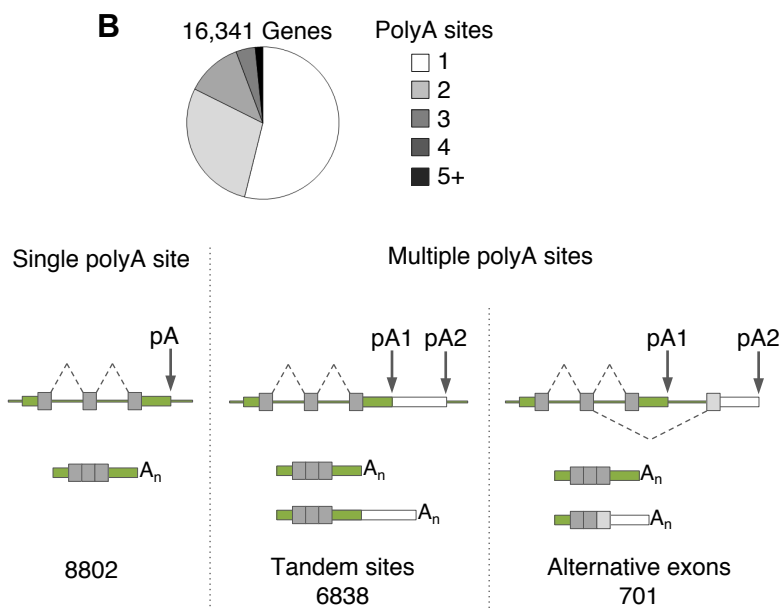 B
16,341 Genes
PolyA sites
1
2
3
4
5+
Single polyA site
Multiple polyA sites
pA
pA1
pA2
pA1
pA2
An
An
An
An
An
8802
Tandem sites
6838
Alternative exons
701